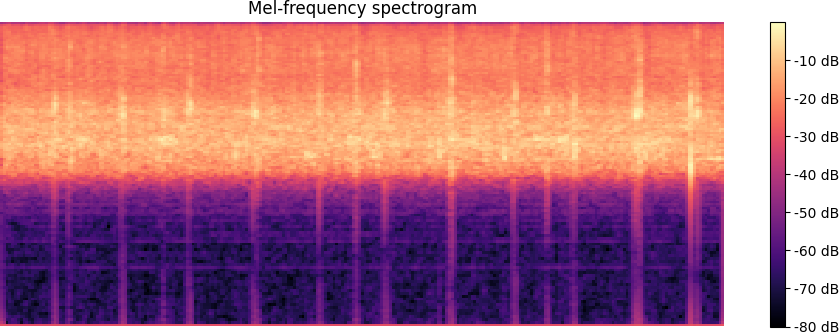 Mel-frequency spectrogram
-10 dB
-20 dB
-30 dB
-40 dB
-50 dB
-60 dB
-70 dB
-80 dB